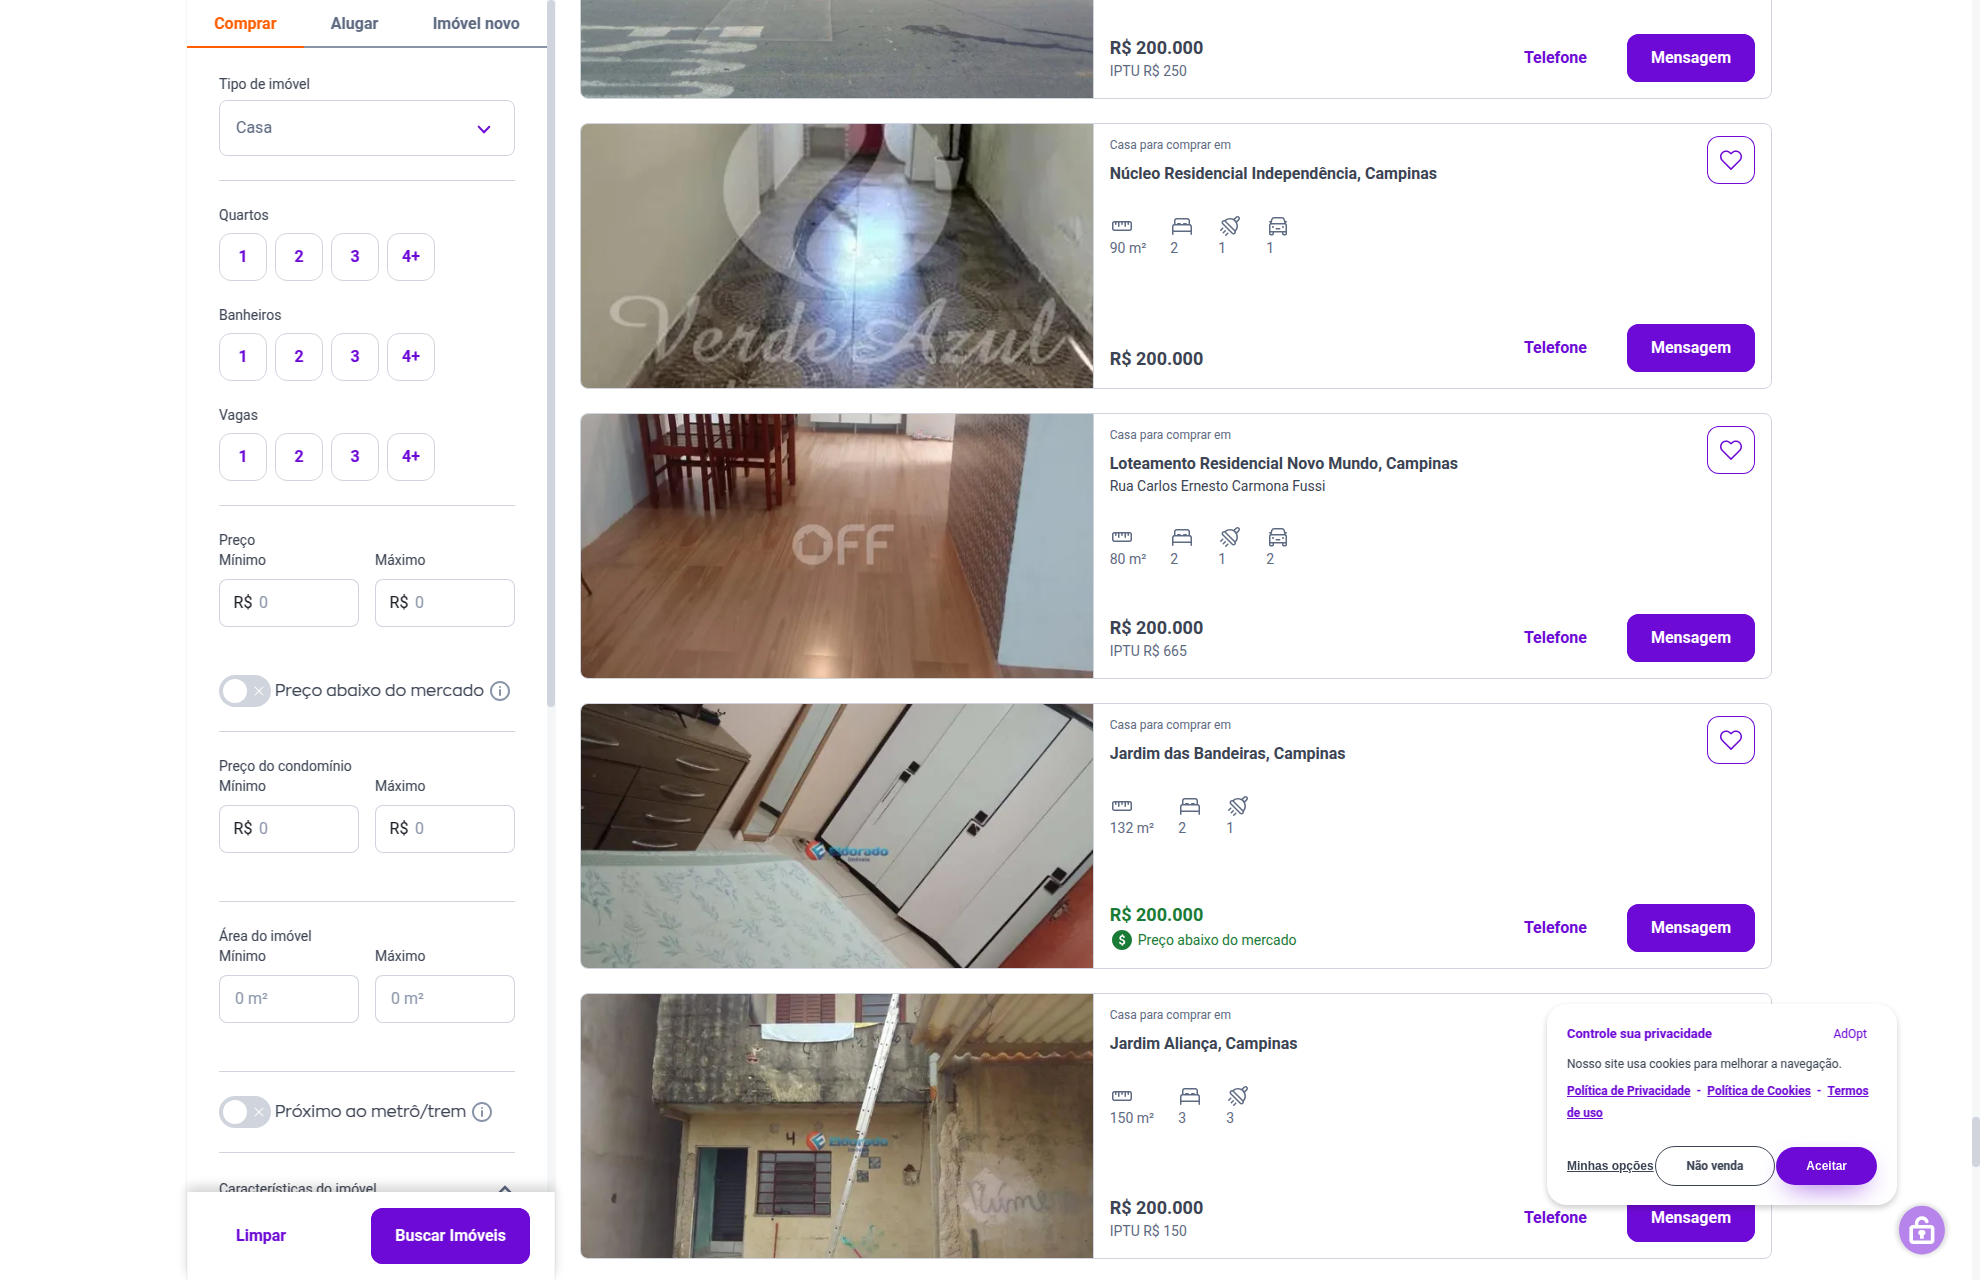 Comprar
Alugar
Imóvel novo
Tipo de imóvel
Casa
Quartos
1
2
3
4+
Banheiros
1
2
3
4+
Vagas
1
2
3
4+
Preço
Mínimo
Máximo
R$ 0
R$ 0
Preço abaixo do mercado
Preço do condomínio
Mínimo
Máximo
R$ 0
R$ 0
Área do imóvel
Mínimo
Máximo
0 m²
0 m²
Próximo ao metrô/trem
Características do imóvel
Limpar
Buscar Imóveis
R$ 200.000
IPTU R$ 250
Telefone
Mensagem
Verde Azul
Casa para comprar em
Núcleo Residencial Independência, Campinas
90 m²
2
1
1
R$ 200.000
Telefone
Mensagem
OFF
Casa para comprar em
Loteamento Residencial Novo Mundo, Campinas
Rua Carlos Ernesto Carmona Fussi
80 m²
2
1
2
R$ 200.000
IPTU R$ 665
Telefone
Mensagem
Eldorado
Imóveis
Casa para comprar em
Jardim das Bandeiras, Campinas
132 m²
2
1
R$ 200.000
Preço abaixo do mercado
Telefone
Mensagem
4
Eldorado
Imóveis
Casa para comprar em
Jardim Aliança, Campinas
150 m²
3
3
R$ 200.000
IPTU R$ 150
Telefone
Mensagem
Controle sua privacidade
AdOpt
Nosso site usa cookies para melhorar a navegação.
Política de Privacidade - Política de Cookies - Termos
de uso
Minhas opções
Não venda
Aceitar